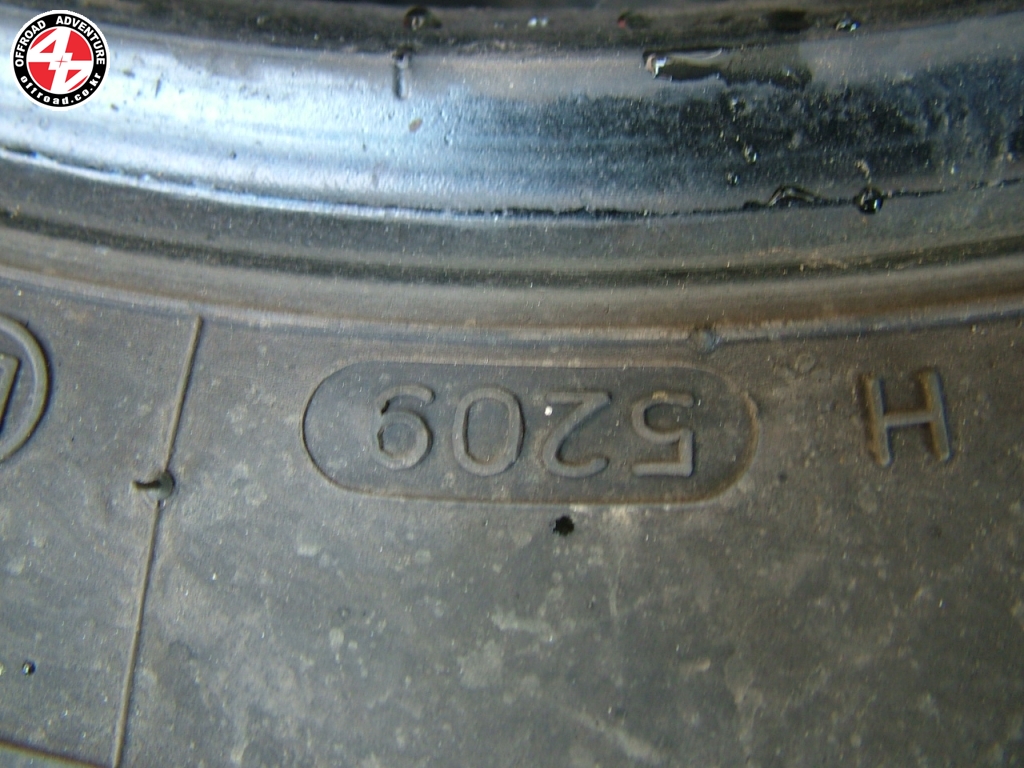 OFFROAD ADVENTURE
4x4
offroad.co.kr
H 5209